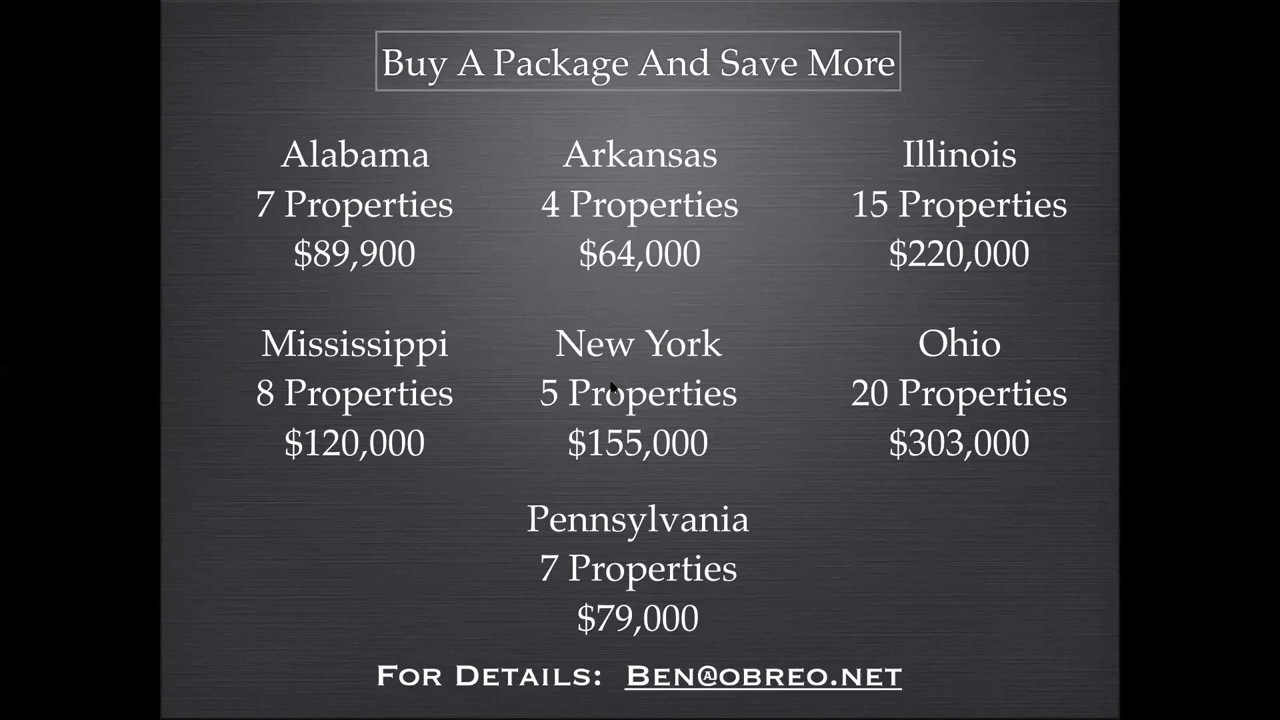 Buy A Package And Save More
Alabama
7 Properties
$89,900
Arkansas
4 Properties
$64,000
Illinois
15 Properties
$220,000
Mississippi
8 Properties
$120,000
New York
5 Properties
$155,000
Ohio
20 Properties
$303,000
Pennsylvania
7 Properties
$79,000
For Details: Ben@obreo.net